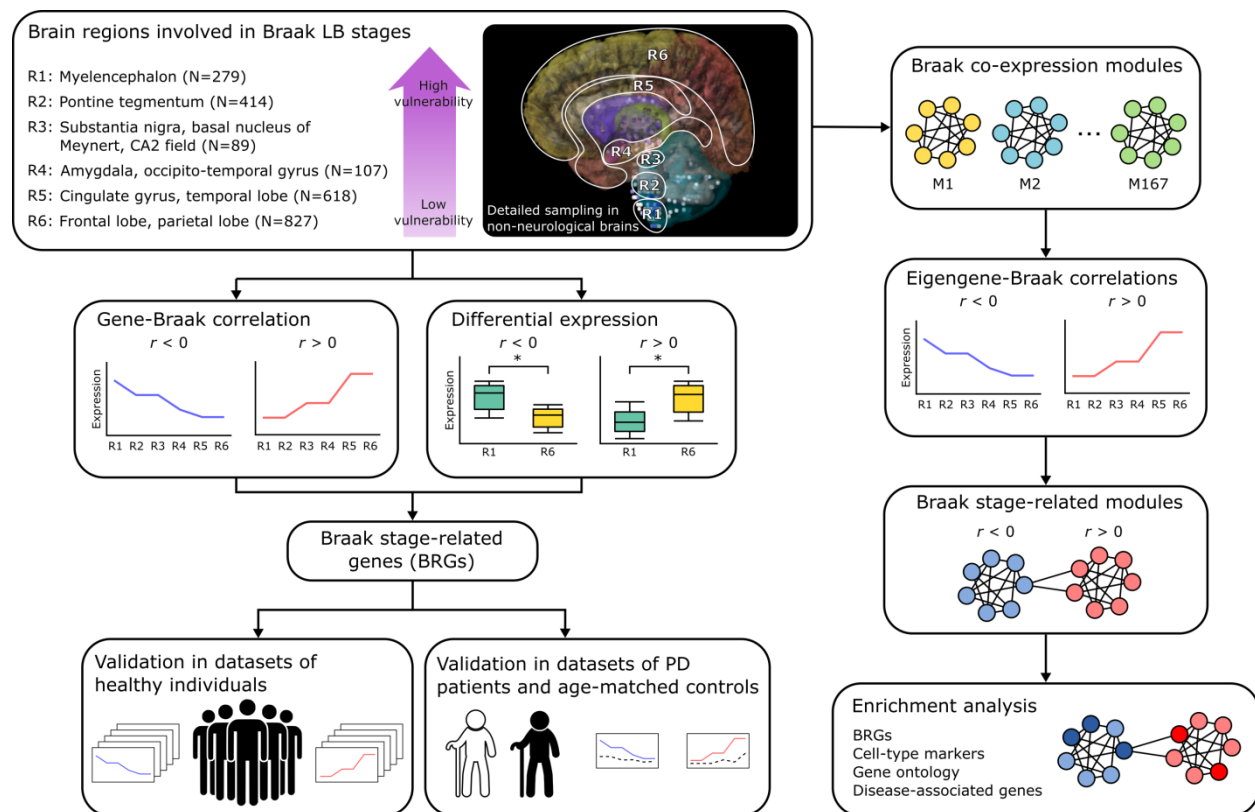 Brain regions involved in Braak LB stages
R1: Myelencephalon (N=279)
R2: Pontine tegmentum (N=414)
R3: Substantia nigra, basal nucleus of
Meynert, CA2 field (N=89)
R4: Amygdala, occipito-temporal gyrus (N=107)
R5: Cingulate gyrus, temporal lobe (N=618)
R6: Frontal lobe, parietal lobe (N=827)
High
vulnerability
Low
vulnerability
R6
R5
R4
R3
R2
R1
Detailed sampling in
non-neurological brains
Braak co-expression modules
...
M1 M2 M167
Gene-Braak correlation
r < 0 r > 0
Expression
R1 R2 R3 R4 R5 R6 R1 R2 R3 R4 R5 R6
Differential expression
r < 0 r > 0
* *
Expression
R1 R6 R1 R6
Eigengene-Braak correlations
r < 0 r > 0
Expression
R1 R2 R3 R4 R5 R6 R1 R2 R3 R4 R5 R6
Braak stage-related
genes (BRGs)
Braak stage-related modules
r < 0 r > 0
Validation in datasets of
healthy individuals
Validation in datasets of PD
patients and age-matched controls
Enrichment analysis
BRGs
Cell-type markers
Gene ontology
Disease-associated genes